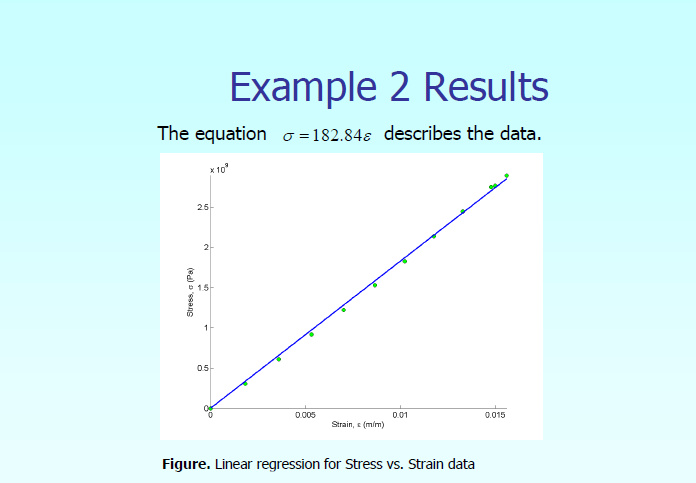 Example 2 Results
The equation σ = 182.84ε describes the data.
x 10⁹
2.5
2
1.5
1
0.5
0
Stress, σ (Pa)
0 0.005 0.01 0.015
Strain, ε (m/m)
Figure. Linear regression for Stress vs. Strain data